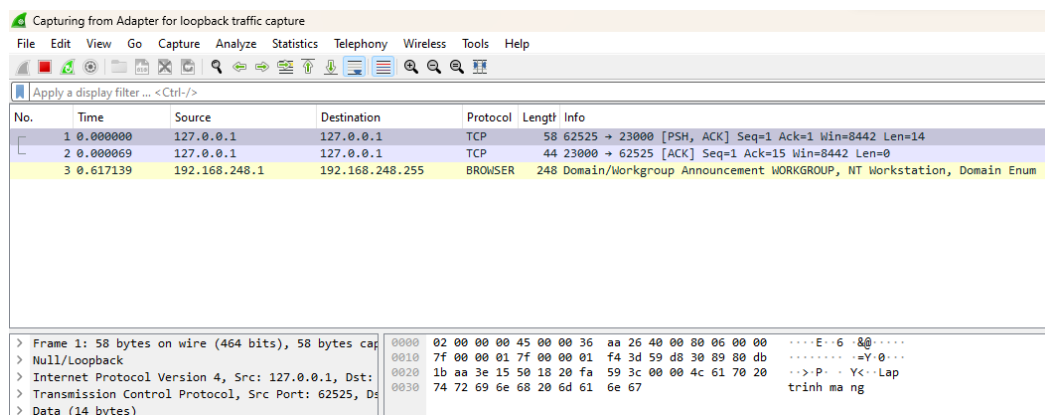 Capturing from Adapter for loopback traffic capture
File Edit View Go Capture Analyze Statistics Telephony Wireless Tools Help
Apply a display filter ... <Ctrl-/>
No. Time Source Destination Protocol Length Info
1 0.000000 127.0.0.1 127.0.0.1 TCP 58 62525 → 23000 [PSH, ACK] Seq=1 Ack=1 Win=8442 Len=14
2 0.000069 127.0.0.1 127.0.0.1 TCP 44 23000 → 62525 [ACK] Seq=1 Ack=15 Win=8442 Len=0
3 0.617139 192.168.248.1 192.168.248.255 BROWSER 248 Domain/Workgroup Announcement WORKGROUP, NT Workstation, Domain Enum
> Frame 1: 58 bytes on wire (464 bits), 58 bytes cap
> Null/Loopback
> Internet Protocol Version 4, Src: 127.0.0.1, Dst:
> Transmission Control Protocol, Src Port: 62525, Ds
> Data (14 bytes)
0000 02 00 00 00 45 00 00 36 aa 26 40 00 80 06 00 00 ····E··6 ·&@·····
0010 7f 00 00 01 7f 00 00 01 f4 3d 59 d8 30 89 80 db ········ ·=Y·0···
0020 1b aa 3e 15 50 18 20 fa 59 3c 00 00 4c 61 70 20 ··>·P· · Y<··Lap
0030 74 72 69 6e 68 20 6d 61 6e 67 trinh ma ng